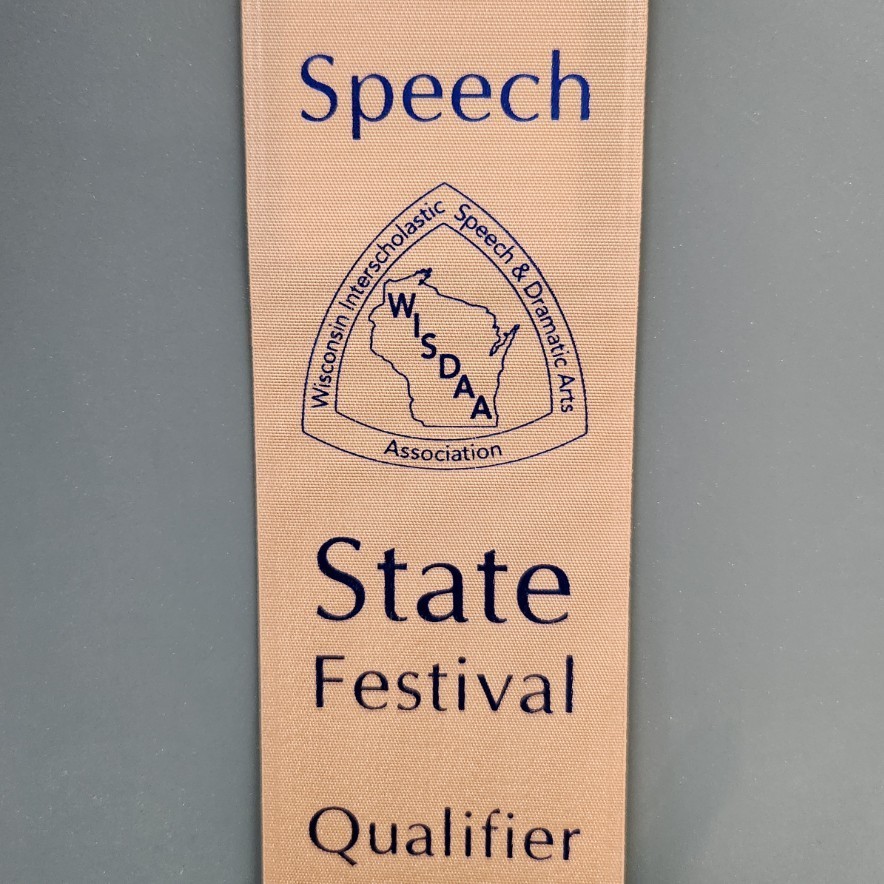 Speech
Wisconsin Interscholastic Speech & Dramatic Arts
WISDAA
Association
State
Festival
Qualifier